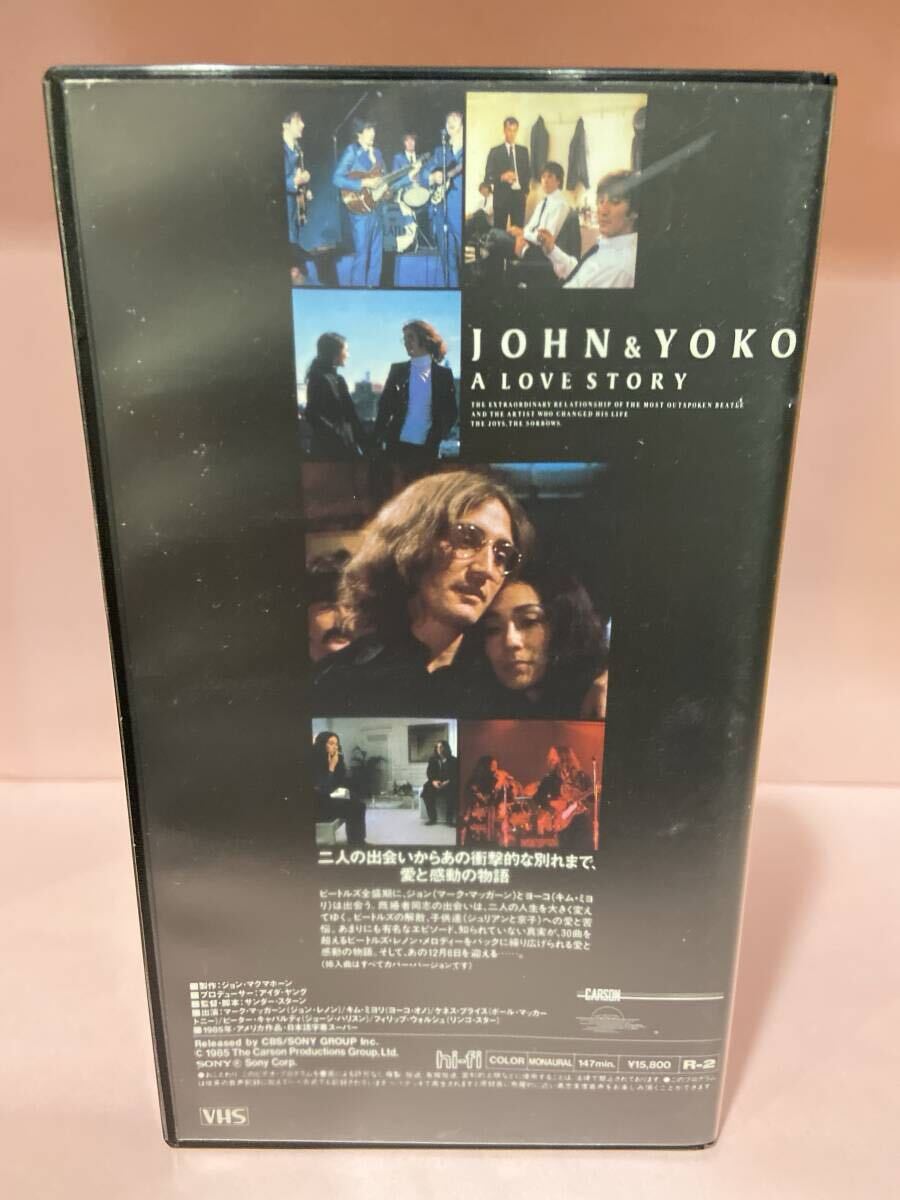 JOHN & YOKO
A LOVE STORY
THE EXTRAORDINARY RELATIONSHIP OF THE MOST OUTSPOKEN BEATLE
AND THE ARTIST WHO CHANGED HIS LIFE
THE JOYS, THE SORROWS.
二人の出会いからあの衝撃的な別れまで、
愛と感動の物語
ビートルズ全盛期に、ジョン(マーク・マッガーン)とヨーコ(キム・ミヨ
リ)は出会う。既婚者同志の出会いは、二人の人生を大きく変え
てゆく。ビートルズの解散、子供達(ジュリアンと京子)への愛と苦
悩。あまりにも有名なエピソード、知られていない真実が、30曲を
超えるビートルズ・レノン・メロディーをバックに繰り広げられる愛と
感動の物語。そして、あの12月8日を迎える……。
(挿入曲はすべてカバー・バージョンです)
■製作:ジョン・マクマホーン
■プロデューサー:アイダ・ヤング
■監督・脚本:サンダー・スターン
■出演:マーク・マッガーン(ジョン・レノン)/キム・ミヨリ(ヨーコ・オノ)/ケネス・プライス(ポール・マッカー
トニー)/ピーター・キャパルディ(ジョージ・ハリスン)/フィリップ・ウォルシュ(リンゴ・スター)
■1985年・アメリカ作品・日本語字幕スーパー
CARSON
Released by CBS/SONY GROUP Inc.
© 1985 The Carson Productions Group, Ltd.
SONY® Sony Corp.
hi-fi COLOR MONAURAL 147min. ¥15,800 R-2
VHS